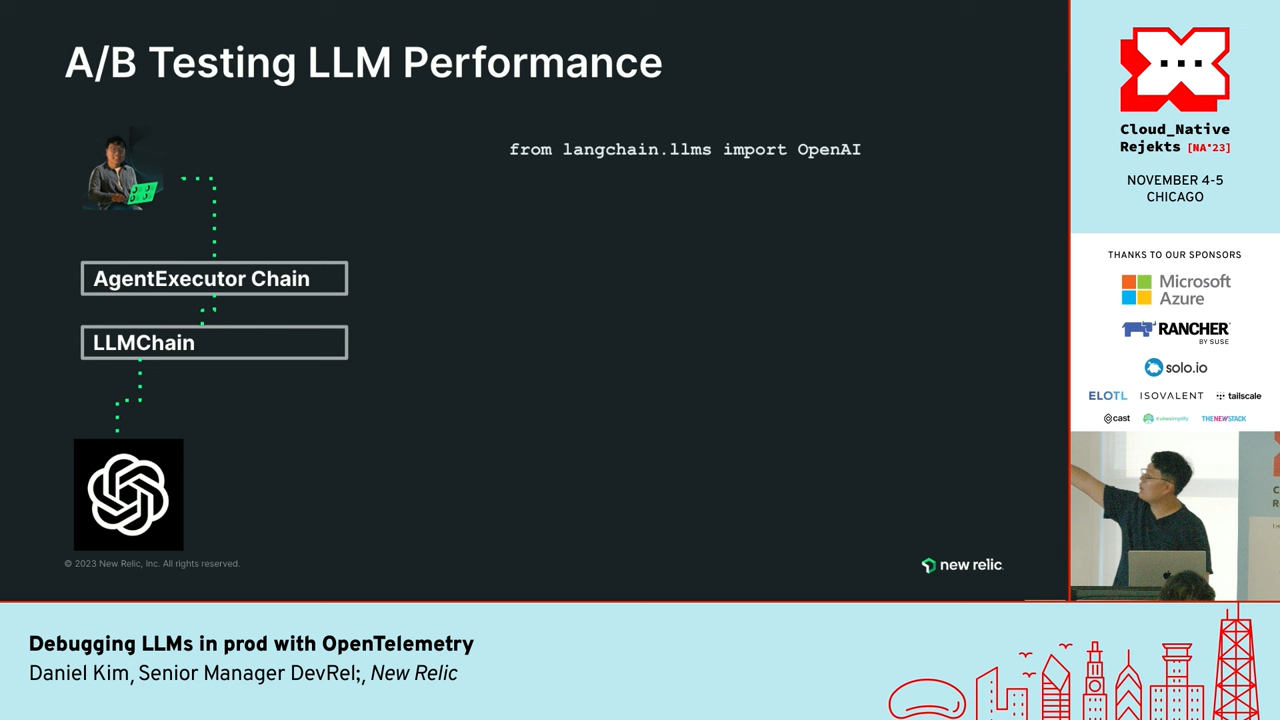 A/B Testing LLM Performance
from langchain.llms import OpenAI
AgentExecutor Chain
LLMChain
© 2023 New Relic, Inc. All rights reserved.
new relic
Cloud_Native
Rejekts [NA'23]
NOVEMBER 4-5
CHICAGO
THANKS TO OUR SPONSORS
Microsoft
Azure
RANCHER
BY SUSE
solo.io
ELOTL ISOVALENT tailscale
cast kubesimplify THENEWSTACK
Debugging LLMs in prod with OpenTelemetry
Daniel Kim, Senior Manager DevRel;, New Relic